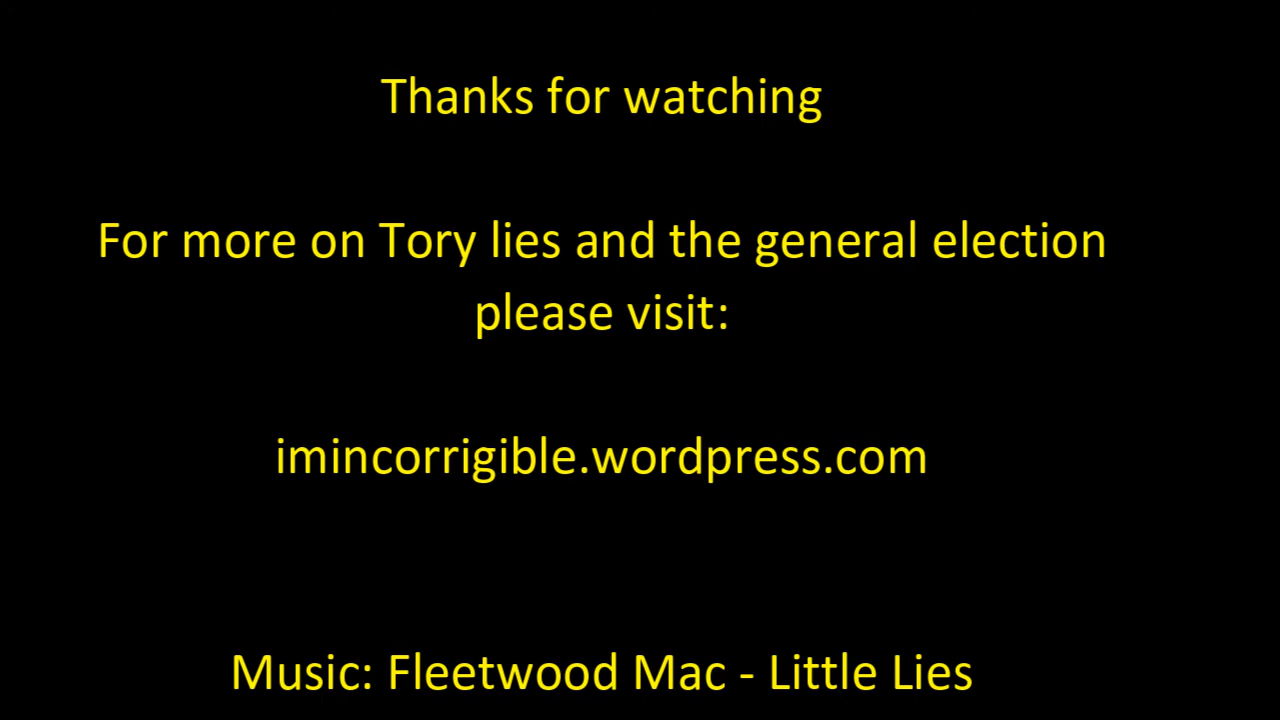 Thanks for watching
For more on Tory lies and the general election
please visit:
imincorrigible.wordpress.com
Music: Fleetwood Mac - Little Lies